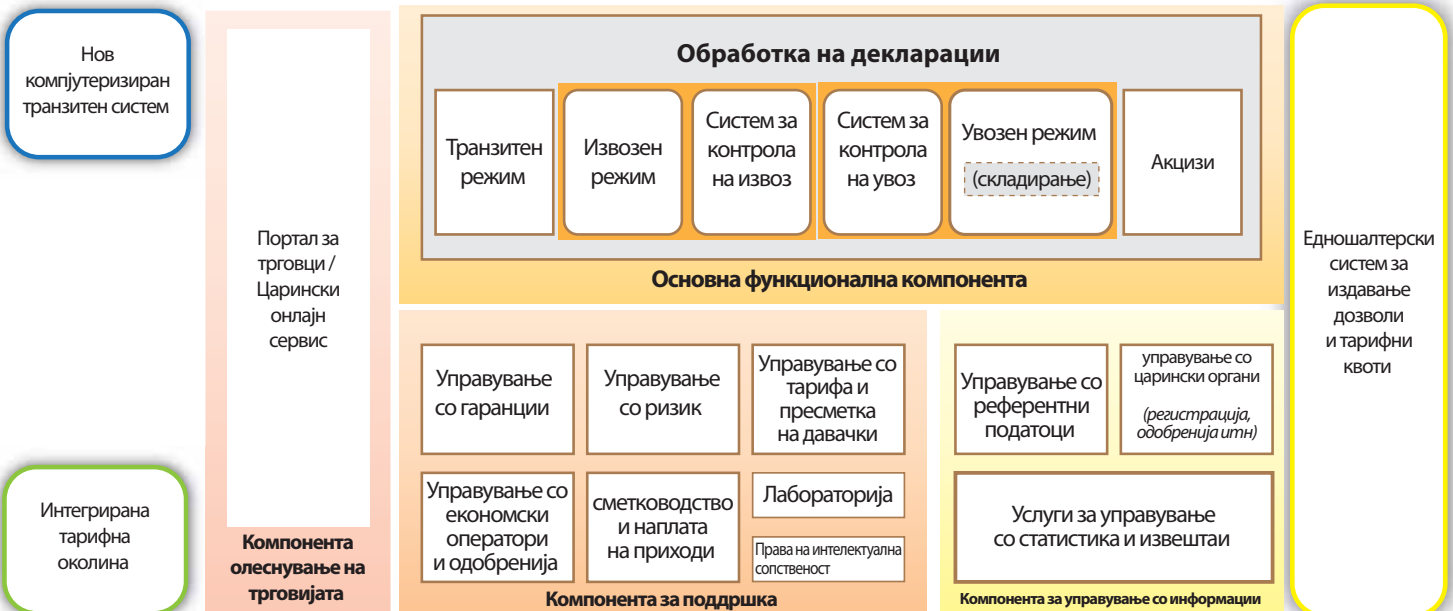 Нов
компјутеризиран
транзитен систем
Интегрирана
тарифна
околина
Портал за
трговци /
Царински
онлајн
сервис
Компонента
олеснување на
трговијата
Обработка на декларации
Транзитен
режим
Извозен
режим
Систем за
контрола
на извоз
Систем за
контрола
на увоз
Увозен режим
(складирање)
Акцизи
Основна функционална компонента
Управување
со гаранции
Управување
со ризик
Управување со
тарифа и
пресметка
на давачки
Управување со
економски
оператори
и одобренија
сметководство
и наплата
на приходи
Лабораторија
Права на интелектуална
сопственост
Компонента за поддршка
Управување со
референтни
податоци
управување со
царински органи
(регистрација,
одобренија итн)
Услуги за управување
со статистика и извештаи
Компонента за управување со информации
Едношалтерски
систем за
издавање
дозволи
и тарифни
квоти